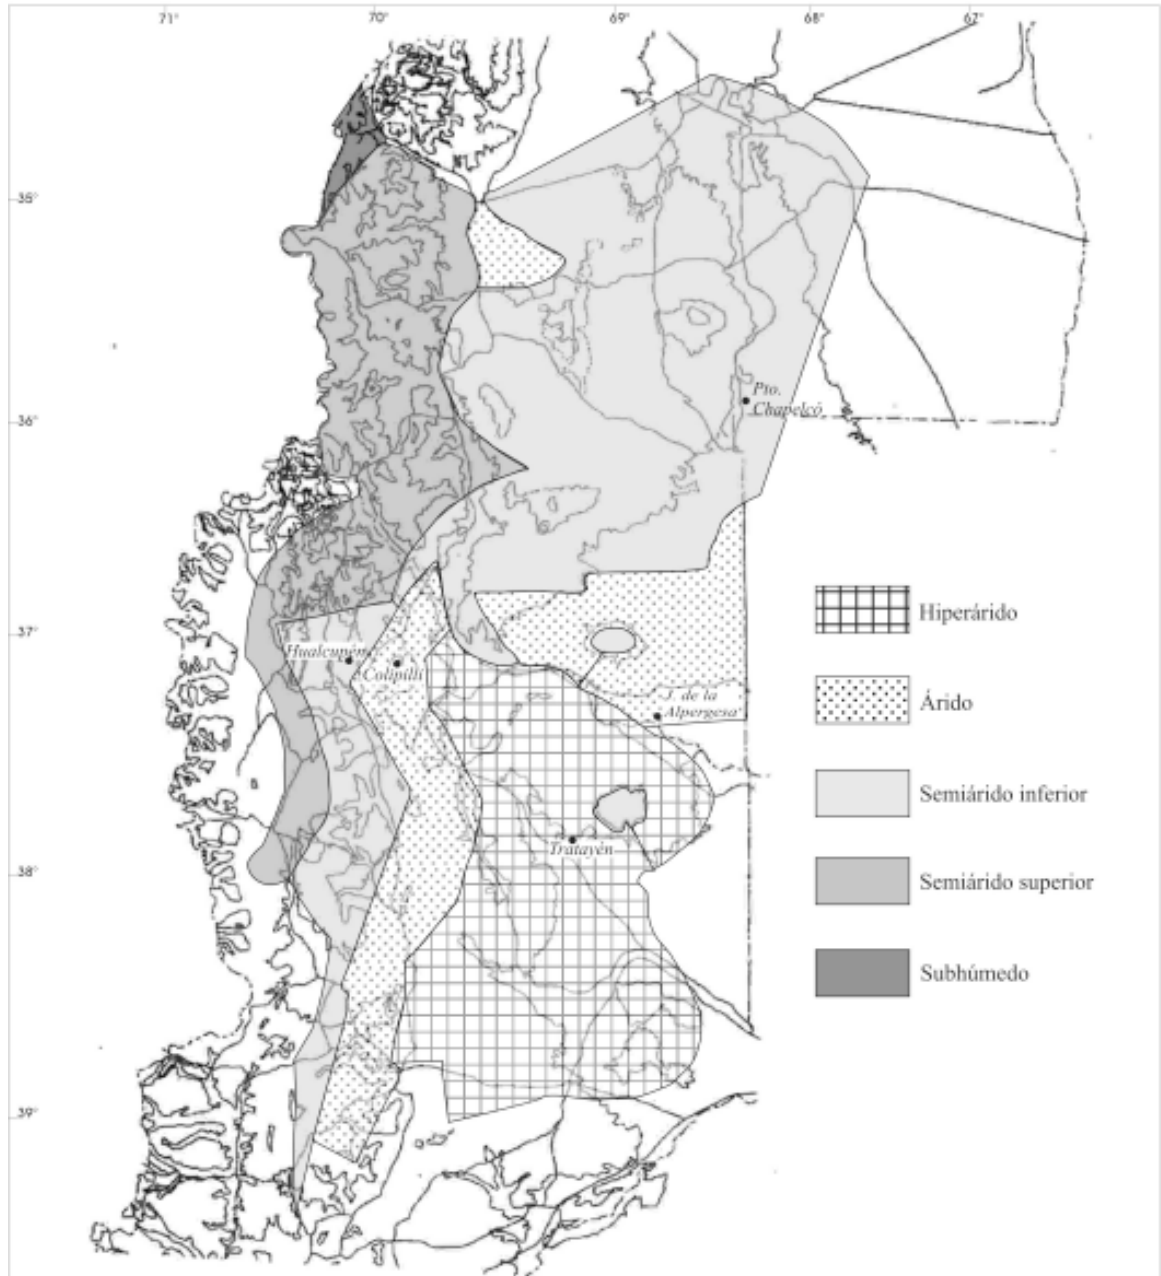 71°
70°
69°
68°
67°
35°
36°
Pto.
Chapelcó
37°
Hualcupén
Colipilli
J. de la
Alpergesa
38°
Tratayén
39°
Hiperárido
Árido
Semiárido inferior
Semiárido superior
Subhúmedo